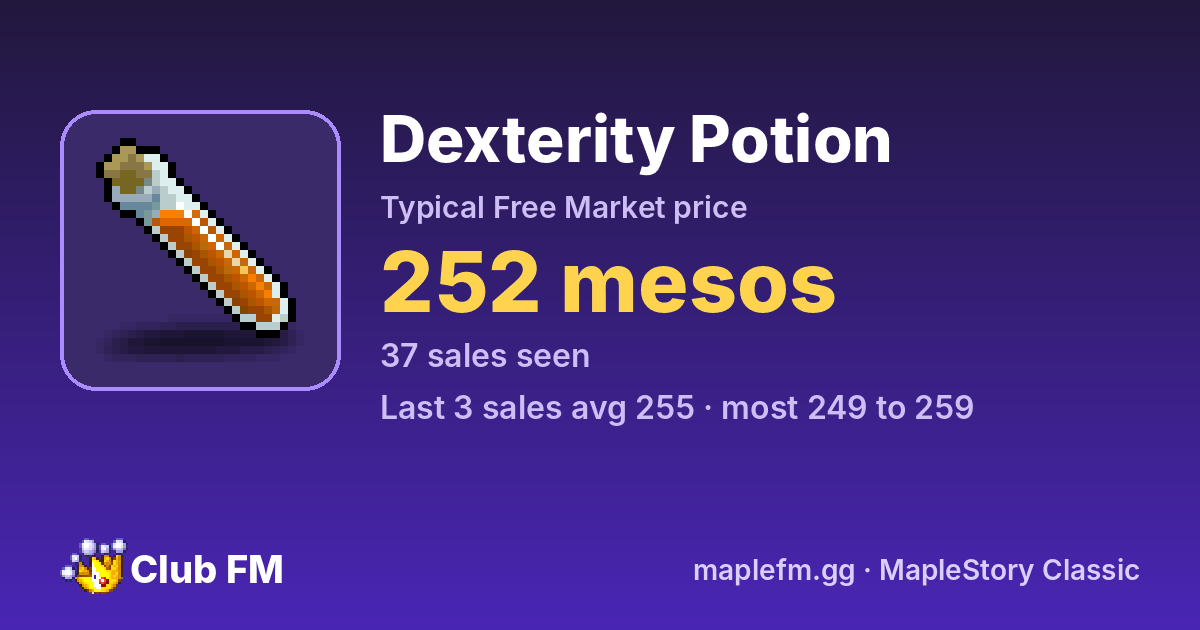 Dexterity Potion
Typical Free Market price
252 mesos
37 sales seen
Last 3 sales avg 255 · most 249 to 259
Club FM
maplefm.gg · MapleStory Classic